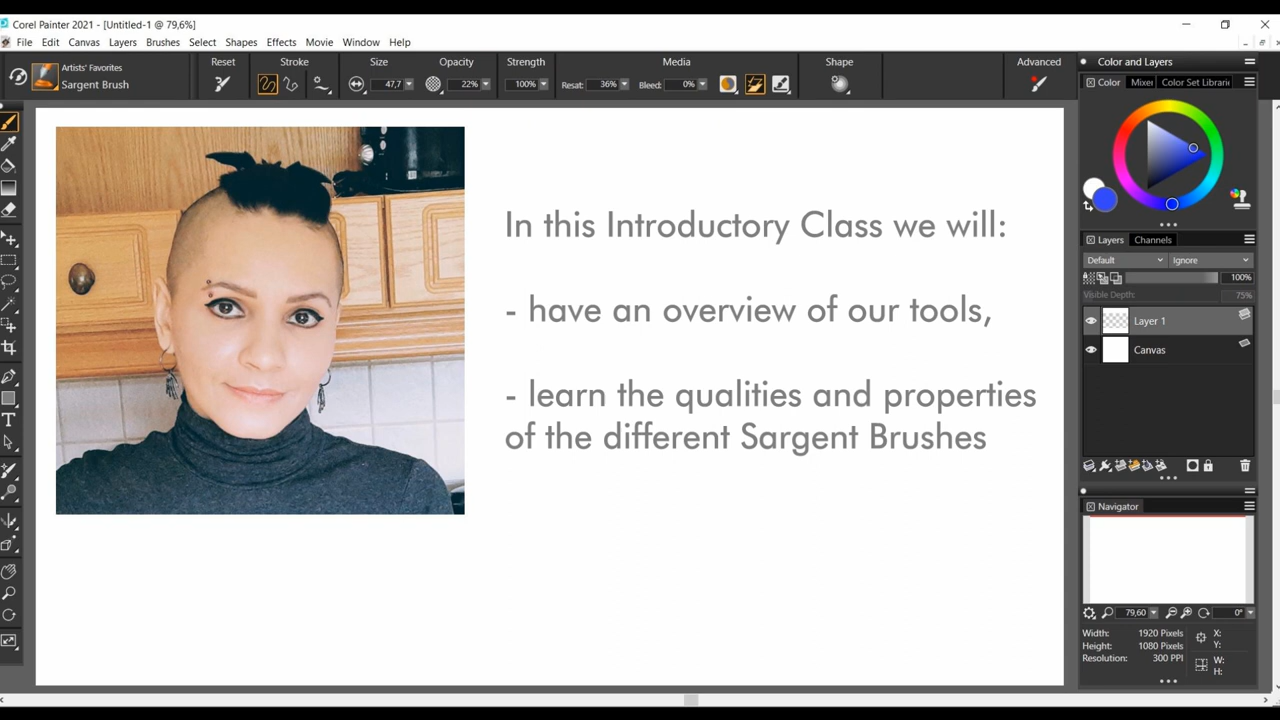 Corel Painter 2021 - [Untitled-1 @ 79,6%]
File Edit Canvas Layers Brushes Select Shapes Effects Movie Window Help
Artists' Favorites
Sargent Brush
Reset
Stroke
Size
47,7
Opacity
22%
Strength
100%
Media
Resat: 36%
Bleed: 0%
Shape
Advanced
Color and Layers
Color Mixer Color Set Libraries
Layers Channels
Default Ignore
100%
Visible Depth: 75%
Layer 1
Canvas
Navigator
79,60 0°
Width: 1920 Pixels X:
Height: 1080 Pixels Y:
Resolution: 300 PPI W:
H:
In this Introductory Class we will:
- have an overview of our tools,
- learn the qualities and properties
of the different Sargent Brushes